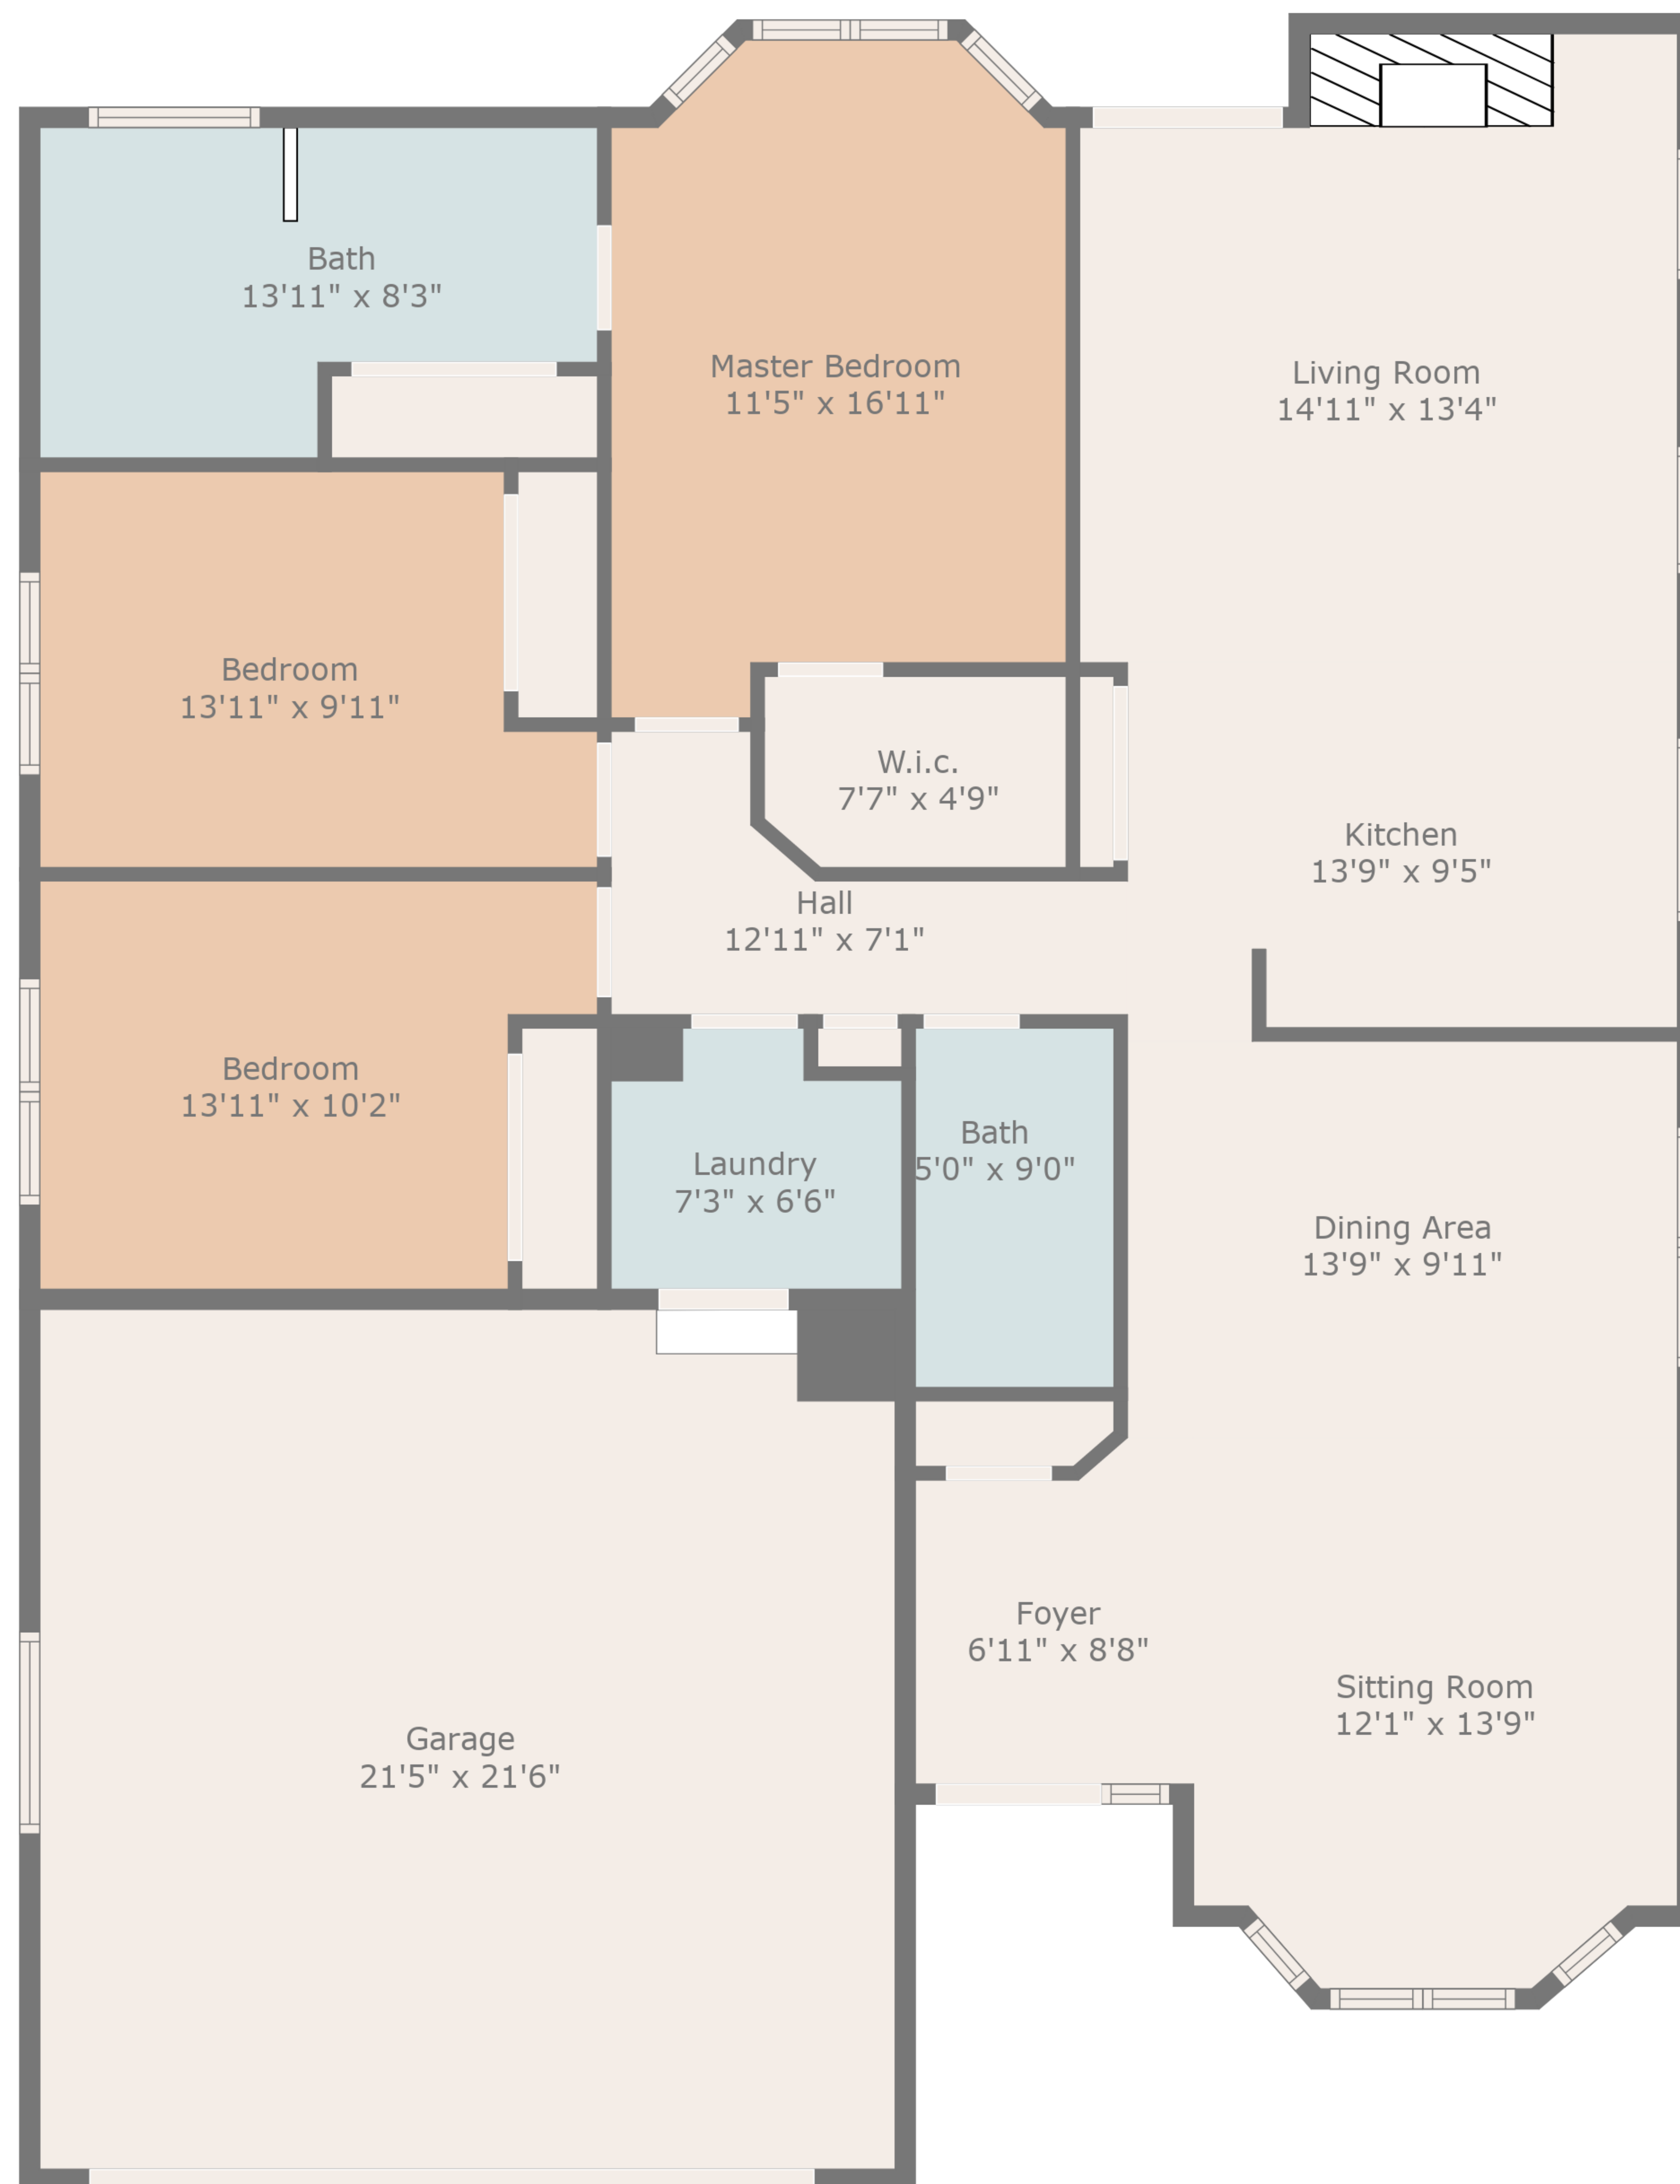 Bath
13'11" x 8'3"
Master Bedroom
11'5" x 16'11"
Living Room
14'11" x 13'4"
Bedroom
13'11" x 9'11"
W.i.c.
7'7" x 4'9"
Kitchen
13'9" x 9'5"
Hall
12'11" x 7'1"
Bedroom
13'11" x 10'2"
Laundry
7'3" x 6'6"
Bath
5'0" x 9'0"
Dining Area
13'9" x 9'11"
Foyer
6'11" x 8'8"
Sitting Room
12'1" x 13'9"
Garage
21'5" x 21'6"